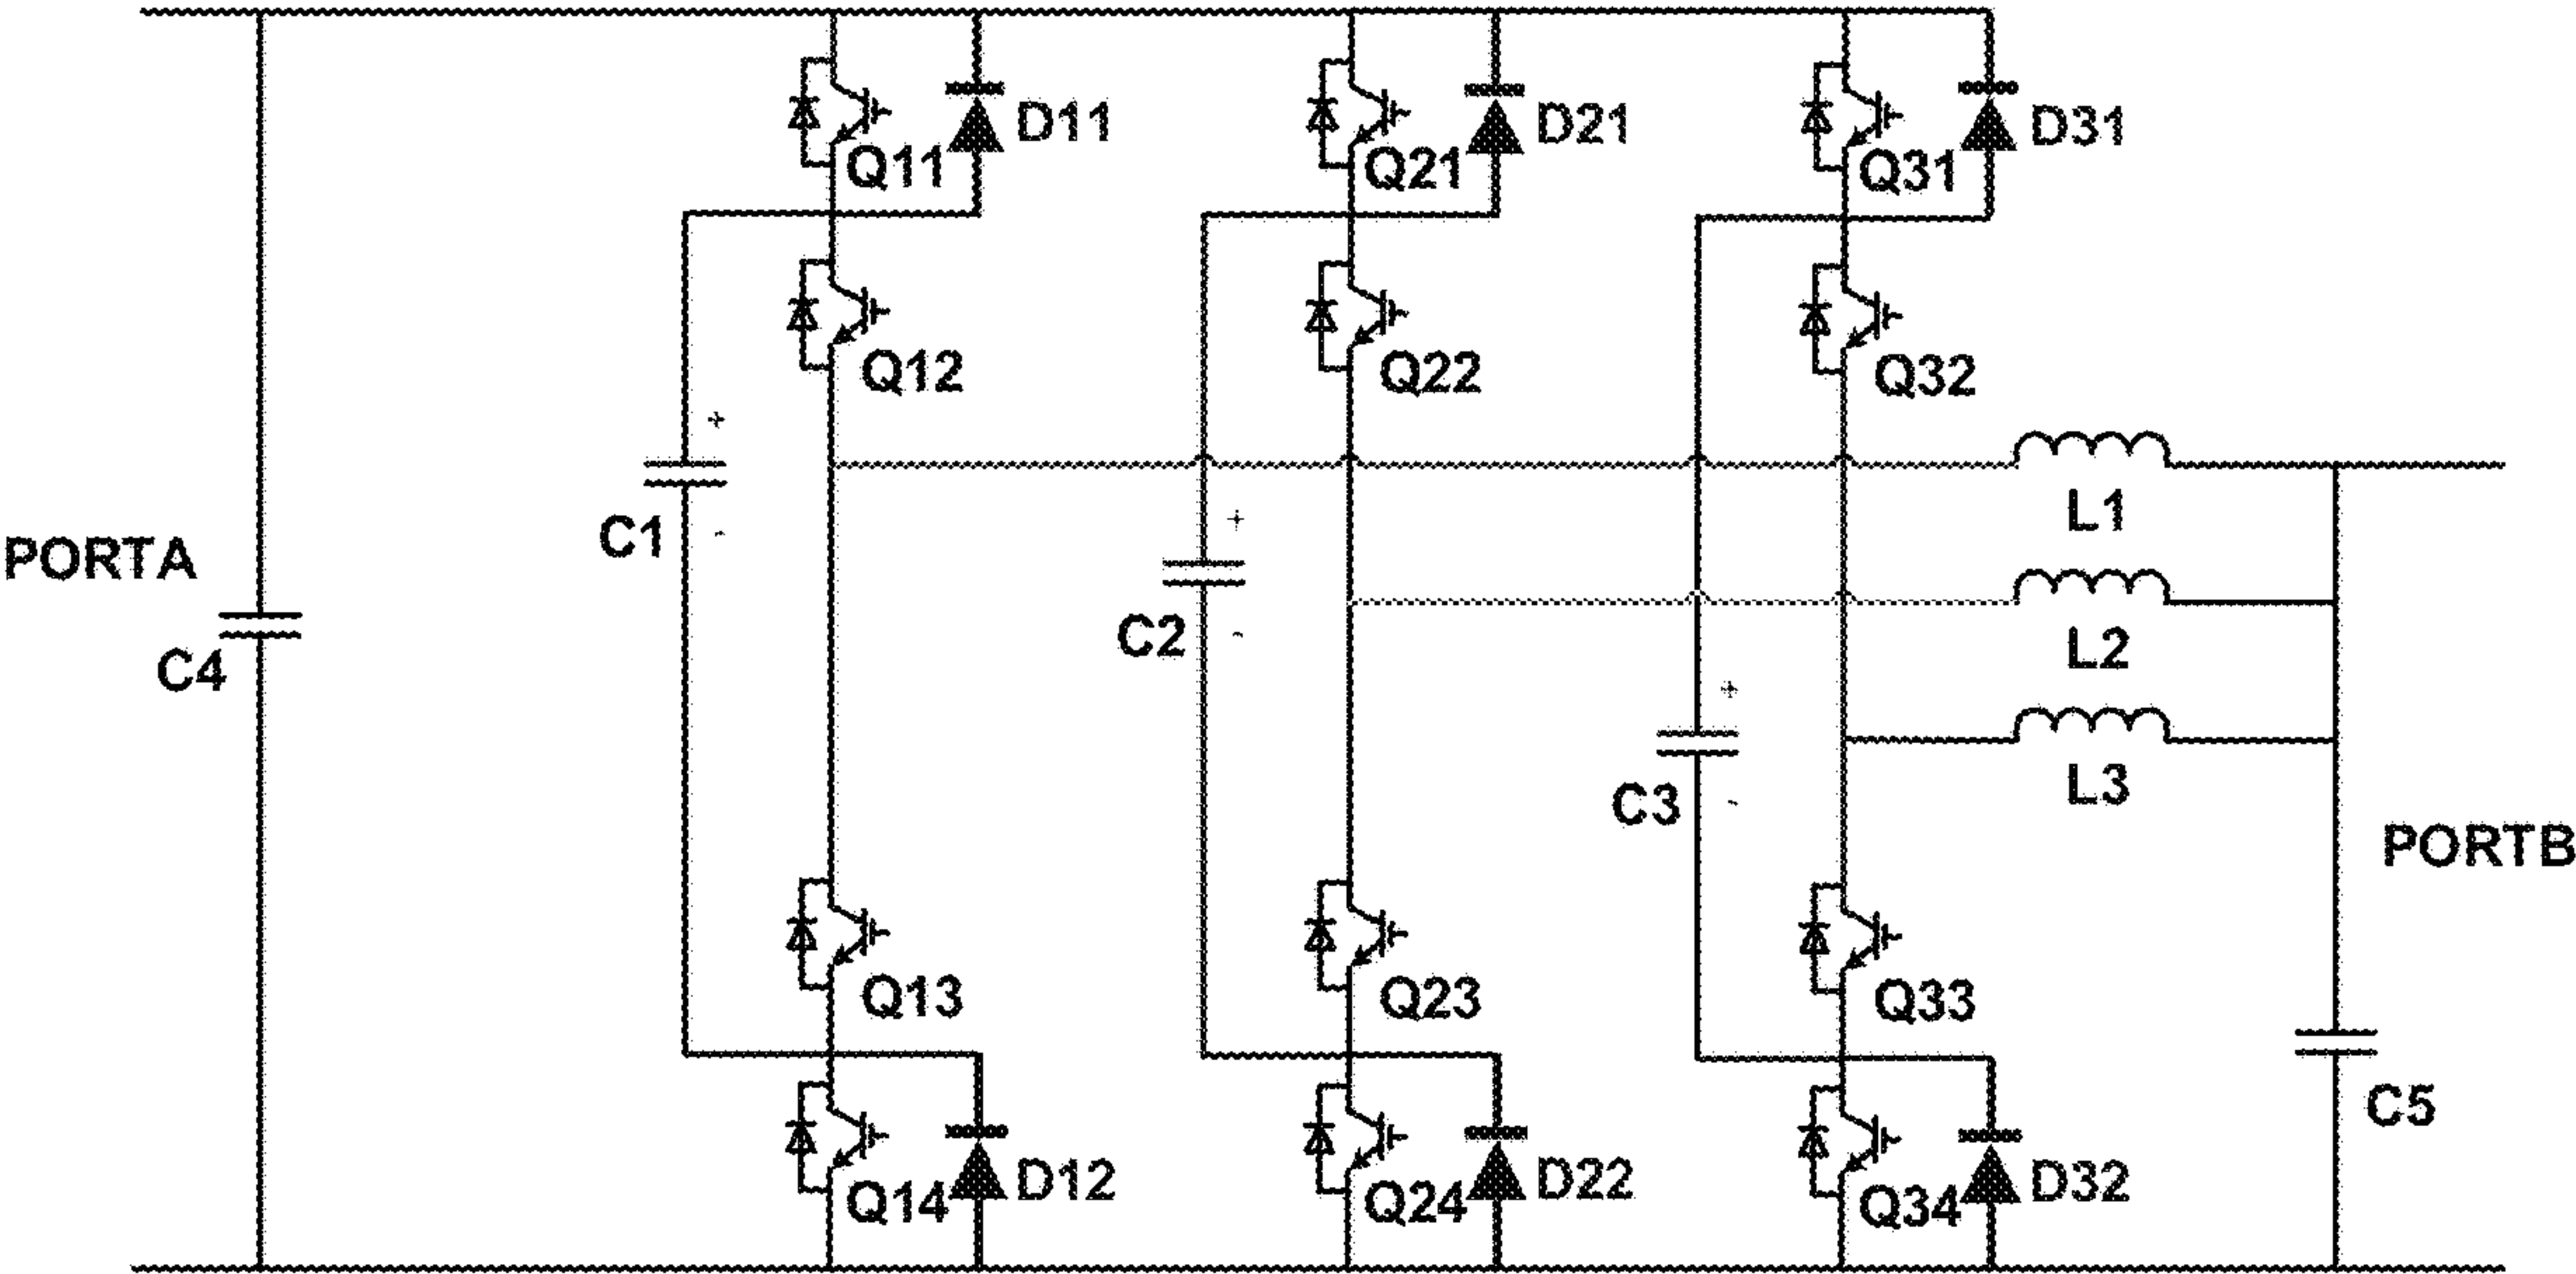 D11
Q11
D21
Q21
D31
Q31
Q12
Q22
Q32
+
C1
-
PORTA
C4
+
C2
-
+
C3
-
L1
L2
L3
PORTB
Q13
Q23
Q33
C5
Q14
D12
Q24
D22
Q34
D32